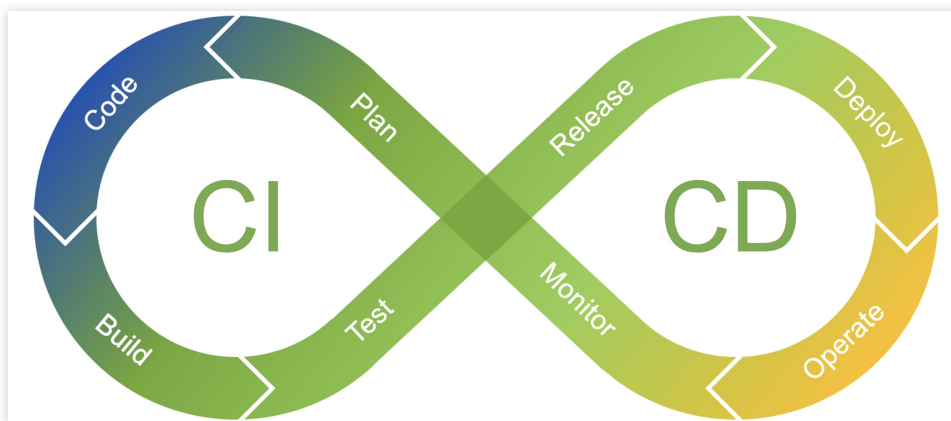 Code
Plan
Release
Deploy
CI
CD
Build
Test
Monitor
Operate